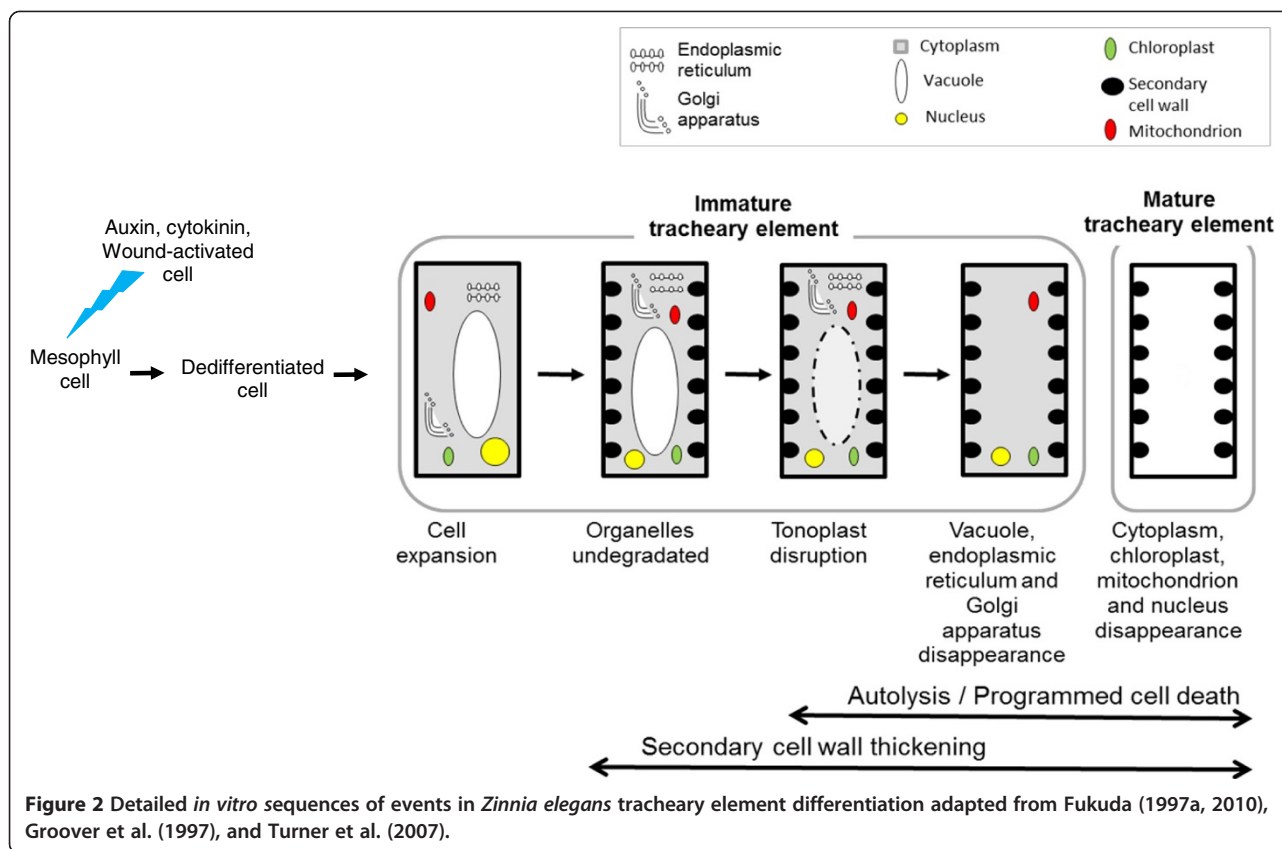 Endoplasmic
reticulum
Golgi
apparatus
Cytoplasm
Vacuole
Nucleus
Chloroplast
Secondary
cell wall
Mitochondrion
Auxin, cytokinin,
Wound-activated
cell
Mesophyll
cell
Dedifferentiated
cell
Immature
tracheary element
Mature
tracheary element
Cell
expansion
Organelles
undegraded
Tonoplast
disruption
Vacuole,
endoplasmic
reticulum and
Golgi
apparatus
disappearance
Cytoplasm,
chloroplast,
mitochondrion
and nucleus
disappearance
Autolysis / Programmed cell death
Secondary cell wall thickening
Figure 2 Detailed in vitro sequences of events in Zinnia elegans tracheary element differentiation adapted from Fukuda (1997a, 2010),
Groover et al. (1997), and Turner et al. (2007).